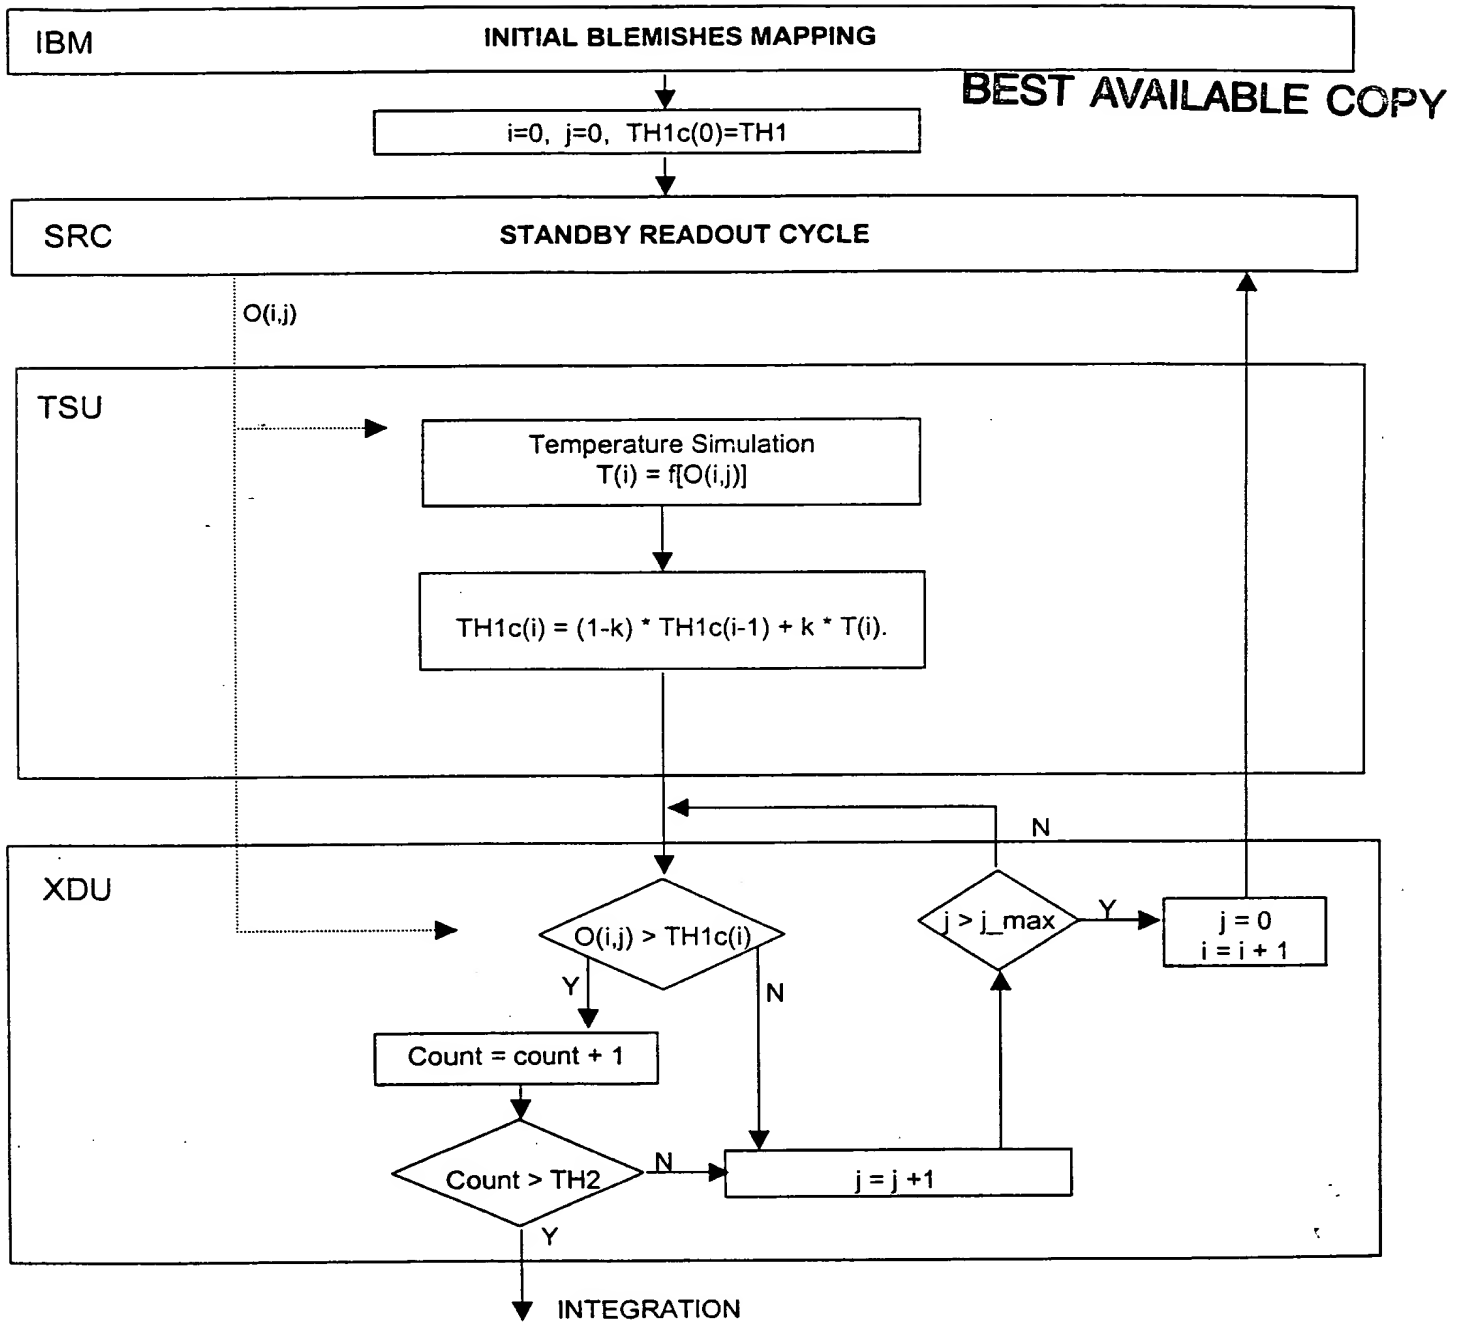 IBM
INITIAL BLEMISHES MAPPING
BEST AVAILABLE COPY
i=0, j=0, TH1c(0)=TH1
SRC
STANDBY READOUT CYCLE
O(i,j)
TSU
Temperature Simulation
T(i) = f[O(i,j)]
TH1c(i) = (1-k) * TH1c(i-1) + k * T(i).
N
XDU
O(i,j) > TH1c(i)
j > j_max
Y
j = 0
i = i + 1
Y
N
Count = count + 1
Count > TH2
N
j = j +1
Y
INTEGRATION